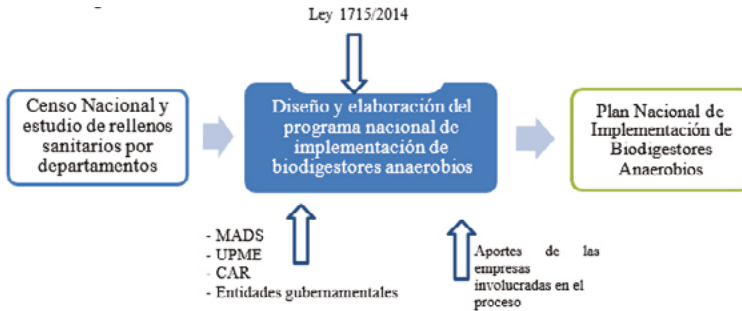 Ley 1715/2014
Censo Nacional y
estudio de rellenos
sanitarios por
departamentos
Diseño y elaboración del
programa nacional de
implementación de
biodigestores anaerobios
Plan Nacional de
Implementación de
Biodigestores
Anaerobios
- MADS
- UPME
- CAR
- Entidades gubernamentales
Aportes de las
empresas
involucradas en el
proceso